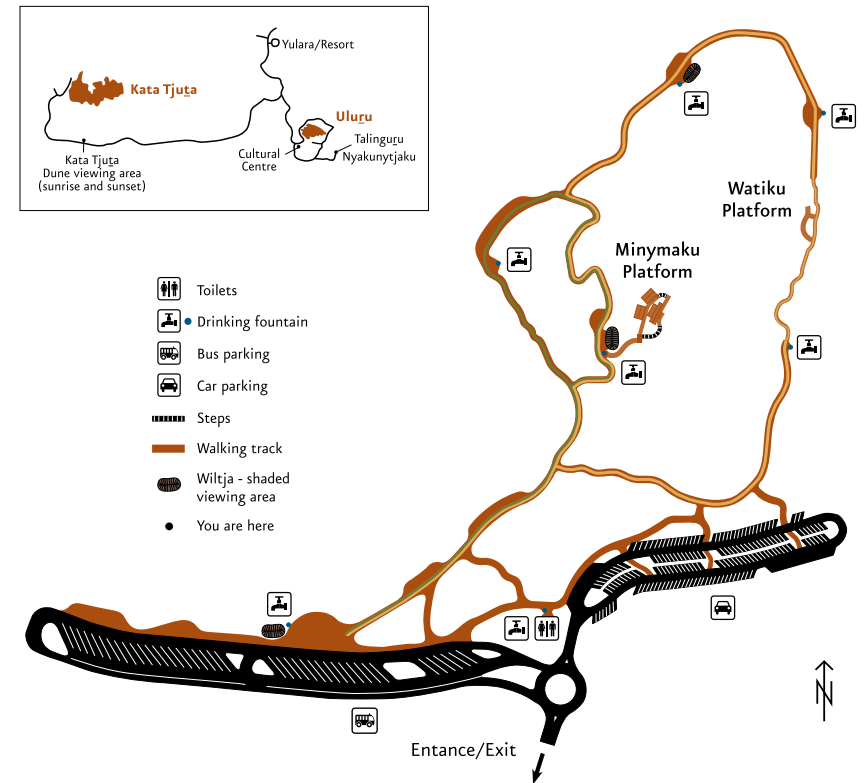 Yulara/Resort
Kata Tjuṯa
Uluṟu
Talinguṟu
Nyakunytjaku
Cultural
Centre
Kata Tjuṯa
Dune viewing area
(sunrise and sunset)
Watiku
Platform
Minymaku
Platform
Toilets
Drinking fountain
Bus parking
Car parking
Steps
Walking track
Wiltja - shaded
viewing area
You are here
N
Entance/Exit